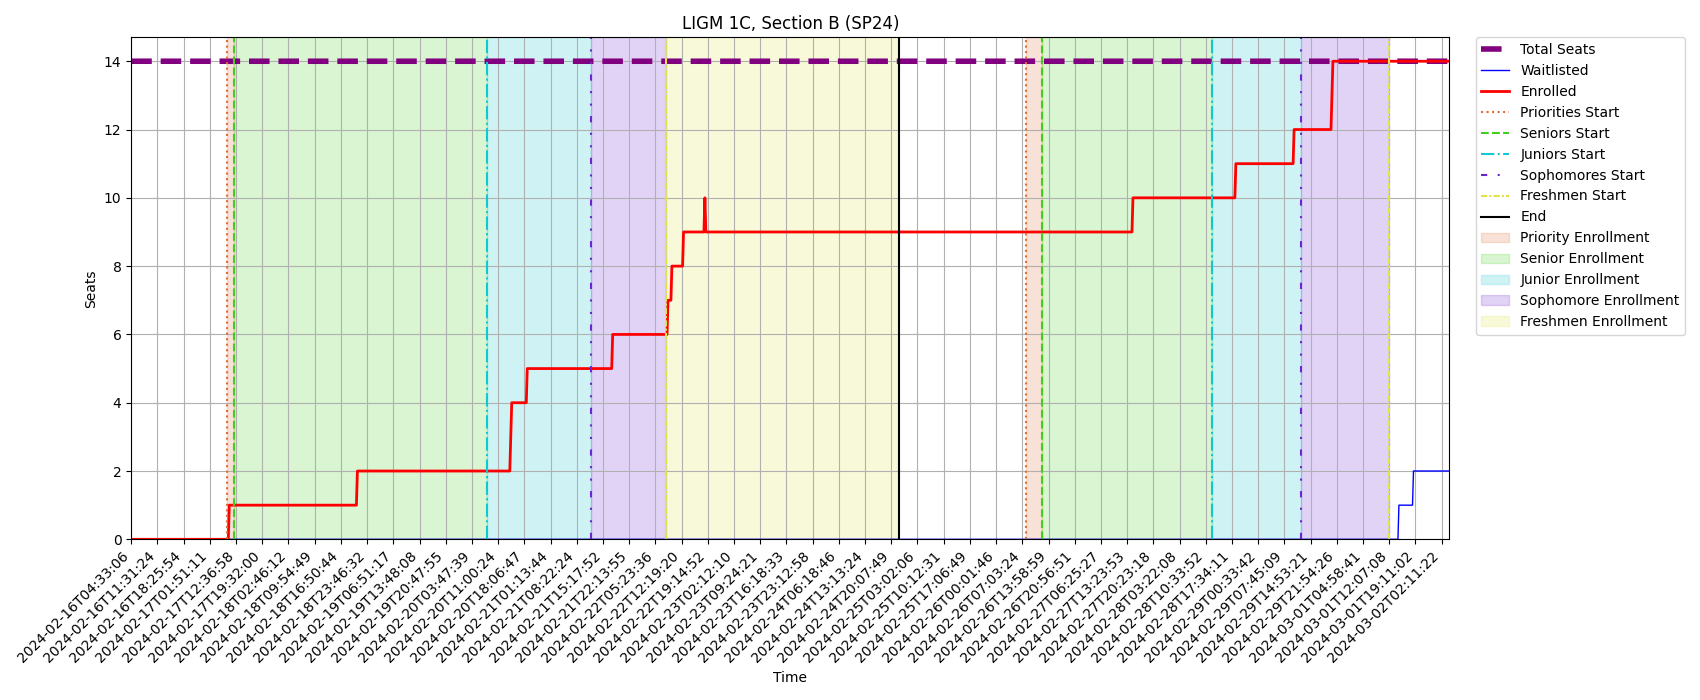 LIGM 1C, Section B (SP24)
Seats
14
12
10
8
6
4
2
0
2024-02-16T04:33:06
2024-02-16T11:31:24
2024-02-16T18:25:54
2024-02-17T01:51:11
2024-02-17T12:36:58
2024-02-17T19:32:00
2024-02-18T02:46:12
2024-02-18T09:54:49
2024-02-18T16:50:44
2024-02-18T23:46:32
2024-02-19T06:51:17
2024-02-19T13:48:08
2024-02-19T20:47:55
2024-02-20T03:47:39
2024-02-20T11:00:24
2024-02-20T18:06:47
2024-02-21T01:13:44
2024-02-21T08:22:24
2024-02-21T15:17:52
2024-02-21T22:13:55
2024-02-22T05:23:36
2024-02-22T12:19:20
2024-02-22T19:14:52
2024-02-23T02:12:10
2024-02-23T09:24:21
2024-02-23T16:18:33
2024-02-23T23:12:58
2024-02-24T06:18:46
2024-02-24T13:13:24
2024-02-24T20:07:49
2024-02-25T03:02:06
2024-02-25T10:12:31
2024-02-25T17:06:49
2024-02-26T00:01:46
2024-02-26T07:03:24
2024-02-26T13:58:59
2024-02-26T20:56:51
2024-02-27T06:25:27
2024-02-27T13:23:53
2024-02-27T20:23:18
2024-02-28T03:22:08
2024-02-28T10:33:52
2024-02-28T17:34:11
2024-02-29T00:33:42
2024-02-29T07:45:09
2024-02-29T14:53:21
2024-02-29T21:54:26
2024-03-01T04:58:41
2024-03-01T12:07:08
2024-03-01T19:11:02
2024-03-02T02:11:22
Time
Total Seats
Waitlisted
Enrolled
Priorities Start
Seniors Start
Juniors Start
Sophomores Start
Freshmen Start
End
Priority Enrollment
Senior Enrollment
Junior Enrollment
Sophomore Enrollment
Freshmen Enrollment